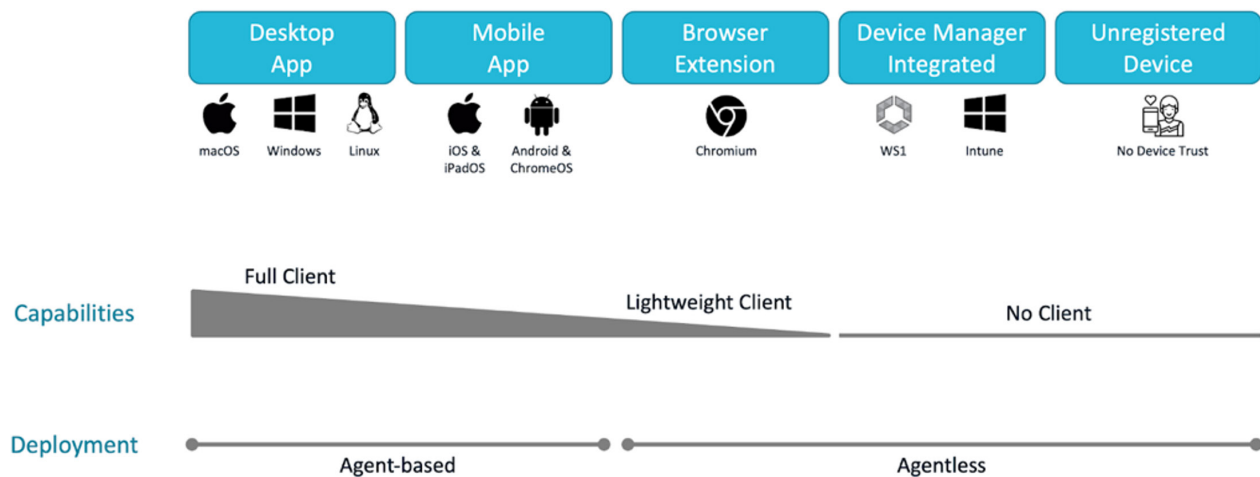 Desktop
App
Mobile
App
Browser
Extension
Device Manager
Integrated
Unregistered
Device
macOS
Windows
Linux
iOS &
iPadOS
Android &
ChromeOS
Chromium
WS1
Intune
No Device Trust
Capabilities
Full Client
Lightweight Client
No Client
Deployment
Agent-based
Agentless